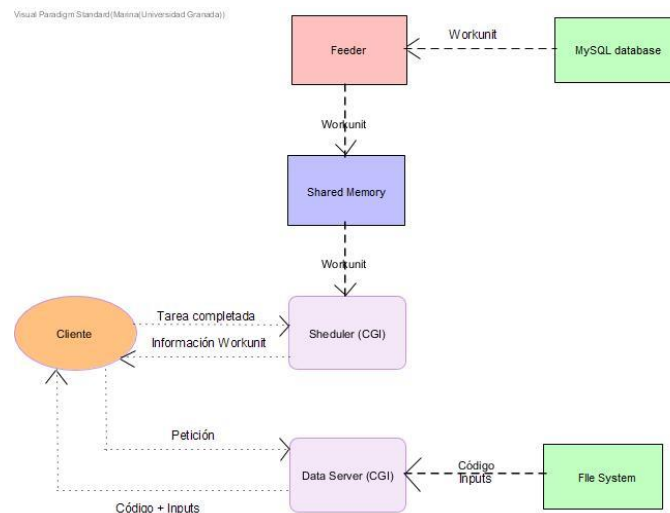 Visual Paradigm Standard(Marina(Universidad Granada))
Feeder
Workunit
MySQL database
Workunit
Shared Memory
Workunit
Cliente
Tarea completada
Información Workunit
Sheduler (CGI)
Petición
Data Server (CGI)
Código
Inputs
FIle System
Código + Inputs